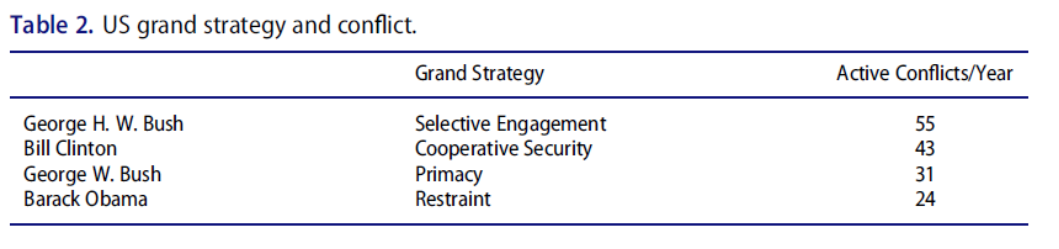 Table 2. US grand strategy and conflict.
Grand Strategy Active Conflicts/Year
George H. W. Bush Selective Engagement 55
Bill Clinton Cooperative Security 43
George W. Bush Primacy 31
Barack Obama Restraint 24